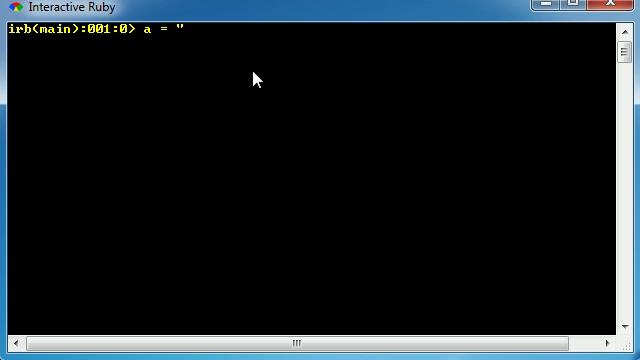 Interactive Ruby
irb(main):001:0> a = "